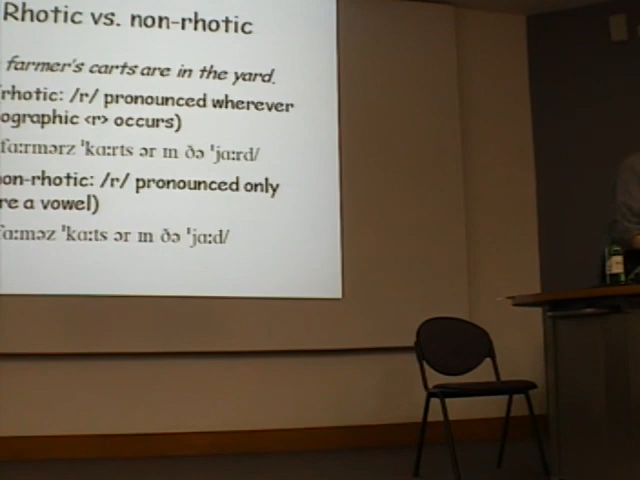 Rhotic vs. non-rhotic
farmer's carts are in the yard.
rhotic: /r/ pronounced wherever
ographic <r> occurs)
fɑːrmərz ˈkɑːrts ər ɪn ðə ˈjɑːrd/
on-rhotic: /r/ pronounced only
re a vowel)
fɑːməz ˈkɑːts ər ɪn ðə ˈjɑːd/